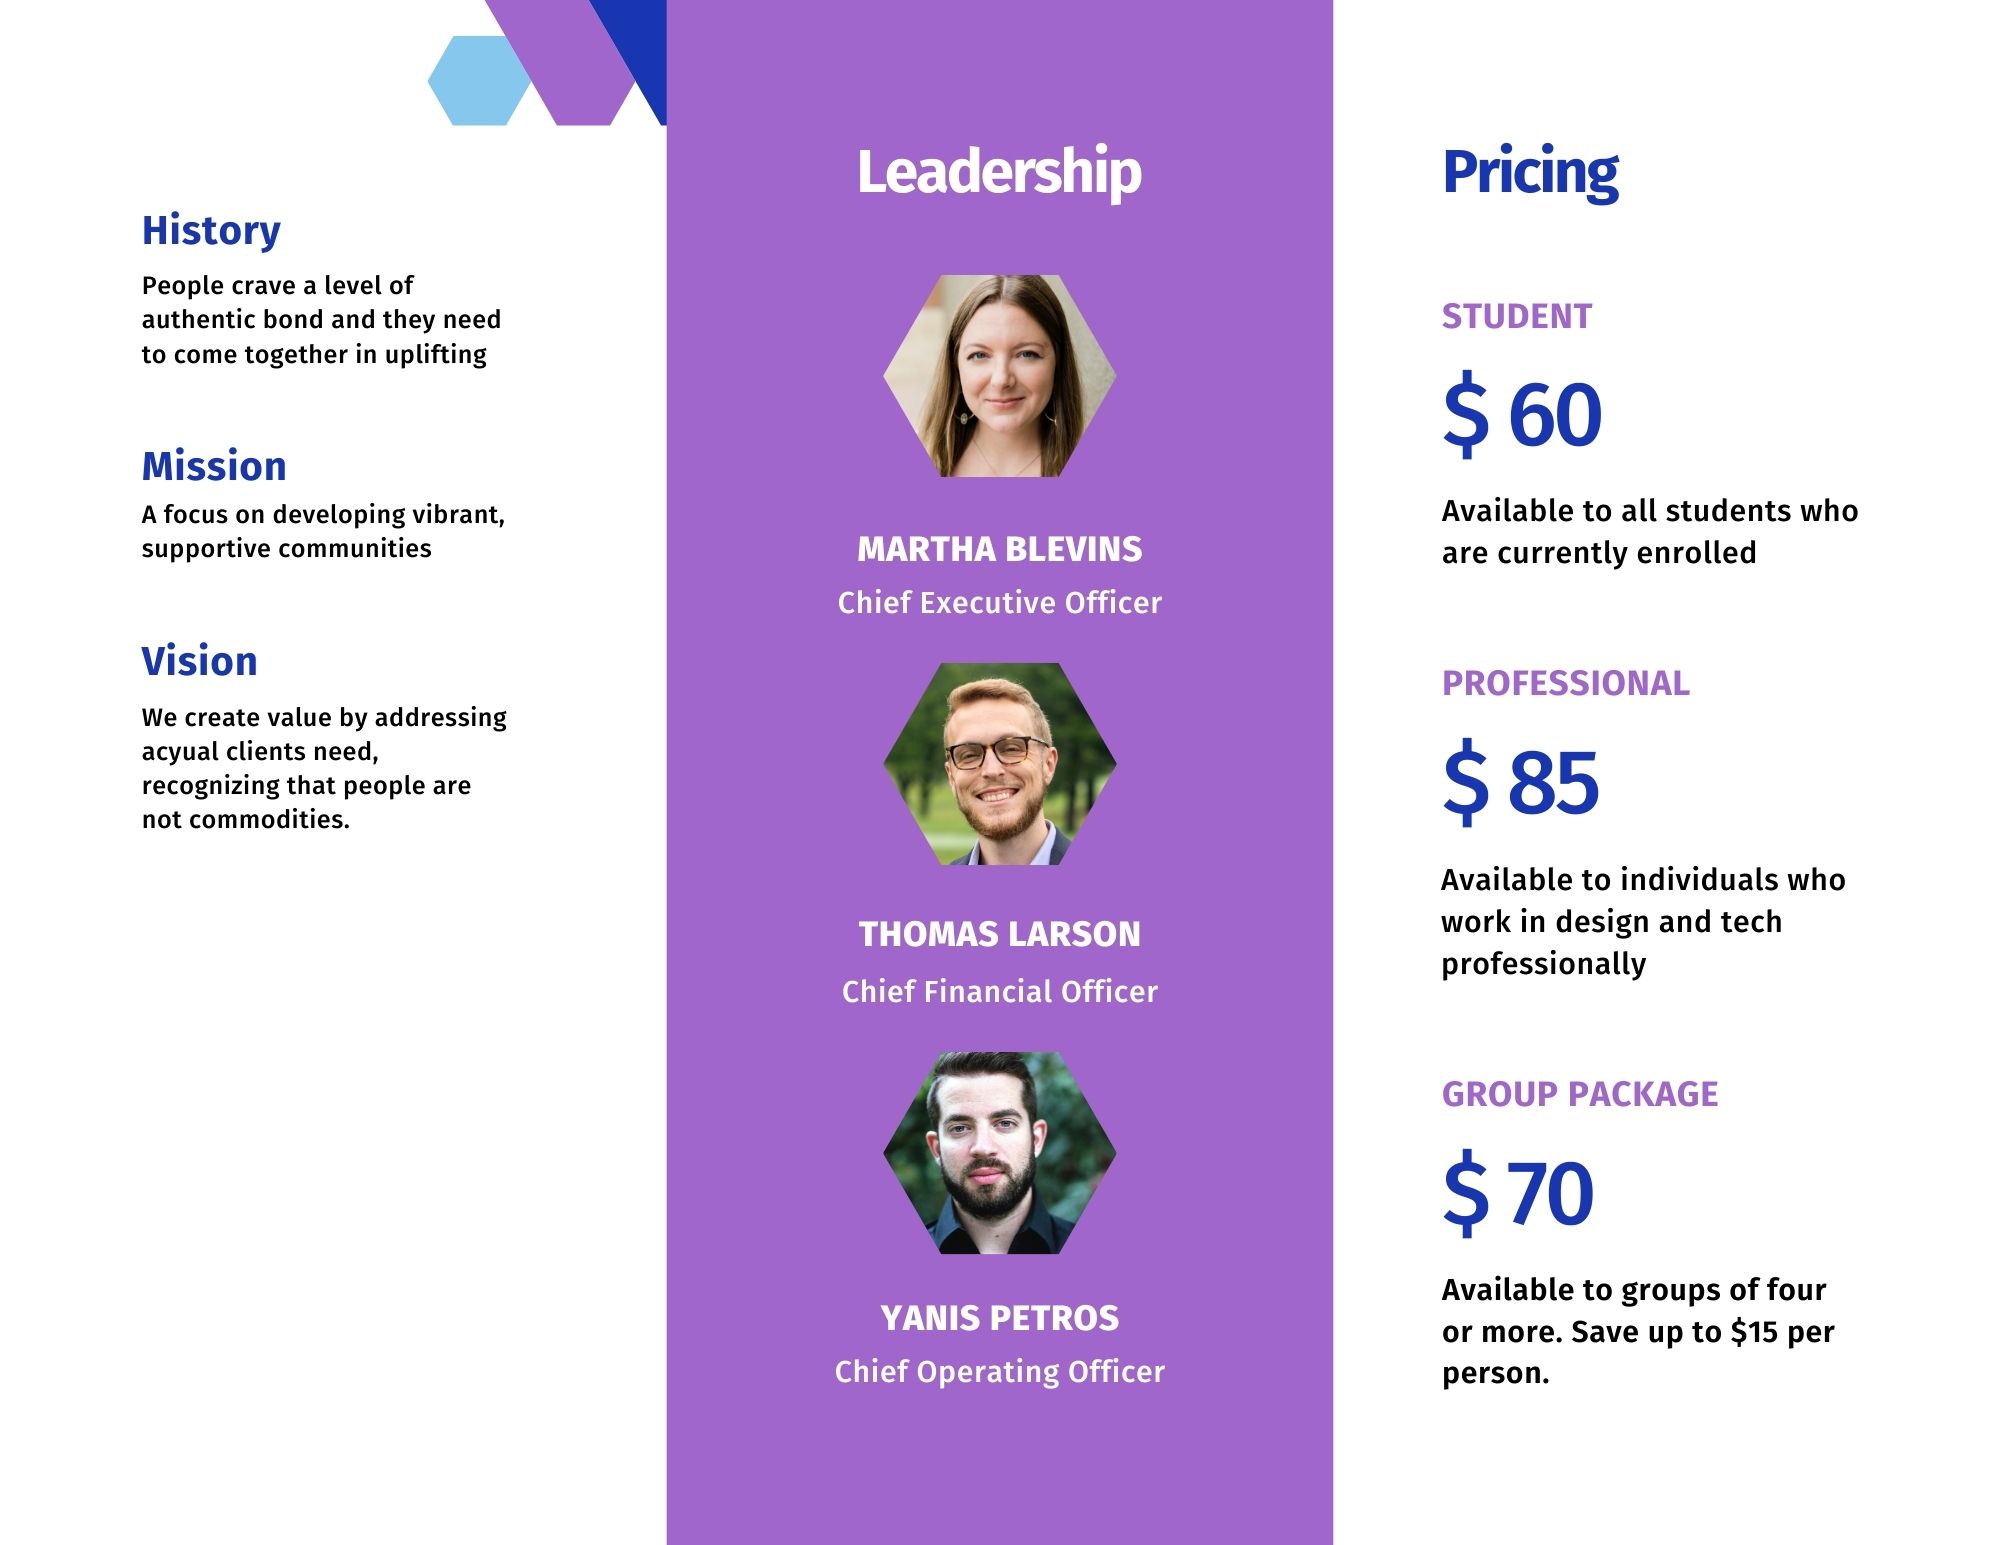 History
People crave a level of
authentic bond and they need
to come together in uplifting
Mission
A focus on developing vibrant,
supportive communities
Vision
We create value by addressing
acyual clients need,
recognizing that people are
not commodities.
Leadership
MARTHA BLEVINS
Chief Executive Officer
THOMAS LARSON
Chief Financial Officer
YANIS PETROS
Chief Operating Officer
Pricing
STUDENT
$ 60
Available to all students who
are currently enrolled
PROFESSIONAL
$ 85
Available to individuals who
work in design and tech
professionally
GROUP PACKAGE
$ 70
Available to groups of four
or more. Save up to $15 per
person.